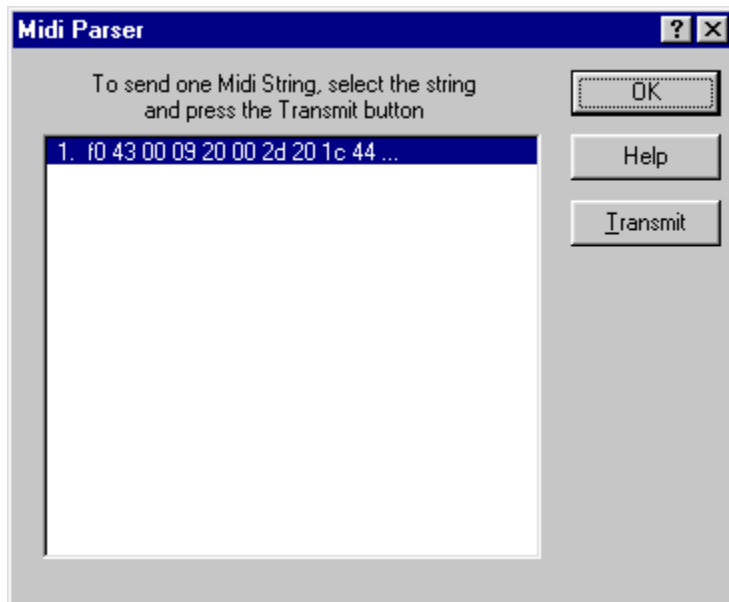 Midi Parser
To send one Midi String, select the string
and press the Transmit button
1. f0 43 00 09 20 00 2d 20 1c 44 ...
OK
Help
Transmit